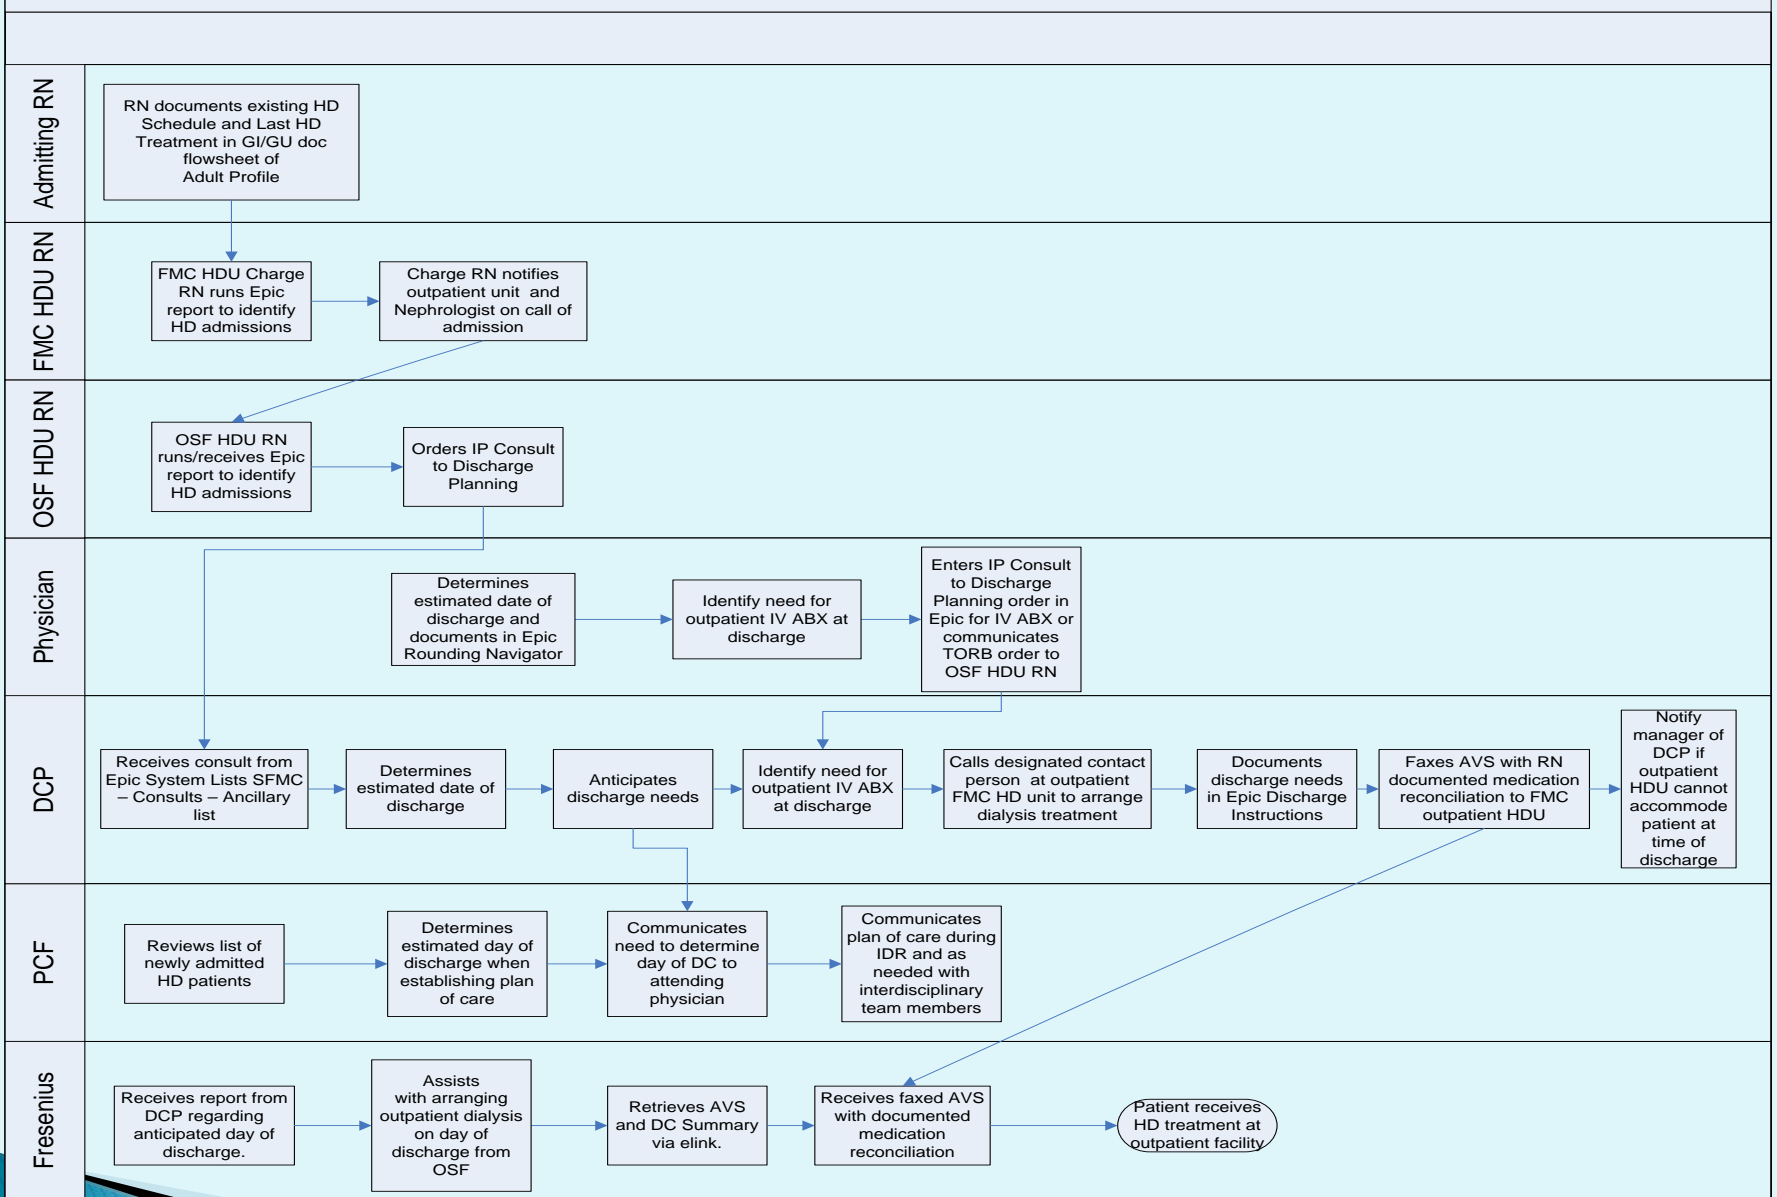 Admitting RN
RN documents existing HD
Schedule and Last HD
Treatment in GI/GU doc
flowsheet of
Adult Profile
FMC HDU RN
FMC HDU Charge
RN runs Epic
report to identify
HD admissions
Charge RN notifies
outpatient unit and
Nephrologist on call of
admission
OSF HDU RN
OSF HDU RN
runs/receives Epic
report to identify
HD admissions
Orders IP Consult
to Discharge
Planning
Physician
Determines
estimated date of
discharge and
documents in Epic
Rounding Navigator
Identify need for
outpatient IV ABX at
discharge
Enters IP Consult
to Discharge
Planning order in
Epic for IV ABX or
communicates
TORB order to
OSF HDU RN
DCP
Receives consult from
Epic System Lists SFMC
– Consults – Ancillary
list
Determines
estimated date of
discharge
Anticipates
discharge needs
Identify need for
outpatient IV ABX
at discharge
Calls designated contact
person at outpatient
FMC HD unit to arrange
dialysis treatment
Documents
discharge needs
in Epic Discharge
Instructions
Faxes AVS with RN
documented medication
reconciliation to FMC
outpatient HDU
Notify
manager of
DCP if
outpatient
HDU cannot
accommode
patient at
time of
discharge
PCF
Reviews list of
newly admitted
HD patients
Determines
estimated day of
discharge when
establishing plan
of care
Communicates
need to determine
day of DC to
attending
physician
Communicates
plan of care during
IDR and as
needed with
interdisciplinary
team members
Fresenius
Receives report from
DCP regarding
anticipated day of
discharge.
Assists
with arranging
outpatient dialysis
on day of
discharge from
OSF
Retrieves AVS
and DC Summary
via elink.
Receives faxed AVS
with documented
medication
reconciliation
Patient receives
HD treatment at
outpatient facility